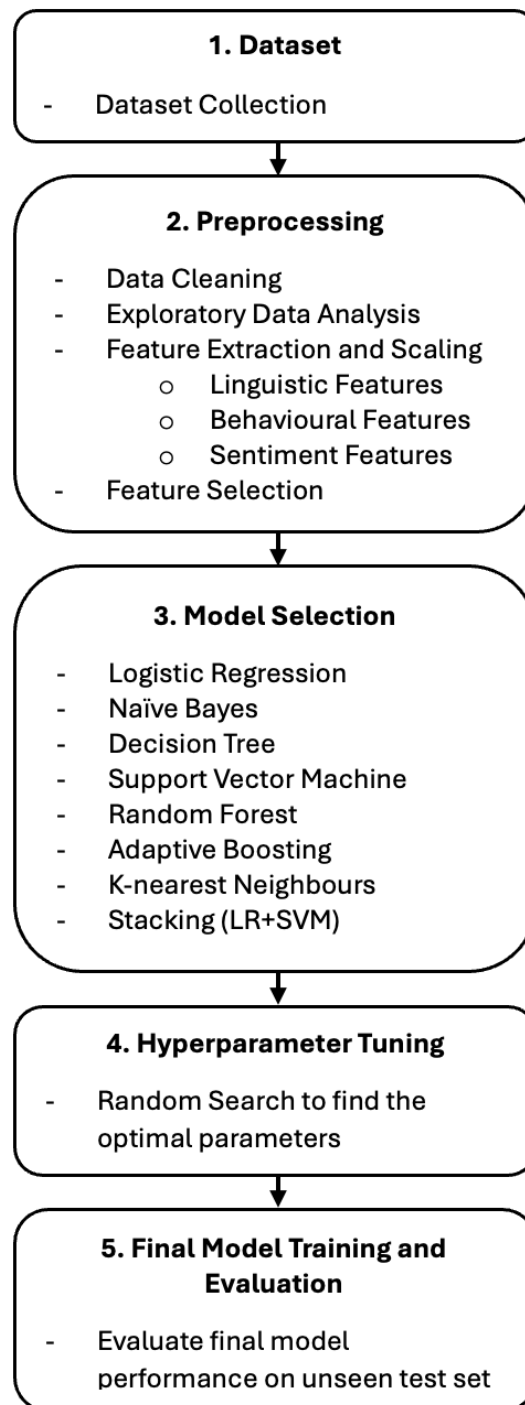 1. Dataset
- Dataset Collection
2. Preprocessing
- Data Cleaning
- Exploratory Data Analysis
- Feature Extraction and Scaling
o Linguistic Features
o Behavioural Features
o Sentiment Features
- Feature Selection
3. Model Selection
- Logistic Regression
- Naïve Bayes
- Decision Tree
- Support Vector Machine
- Random Forest
- Adaptive Boosting
- K-nearest Neighbours
- Stacking (LR+SVM)
4. Hyperparameter Tuning
- Random Search to find the
optimal parameters
5. Final Model Training and
Evaluation
- Evaluate final model
performance on unseen test set